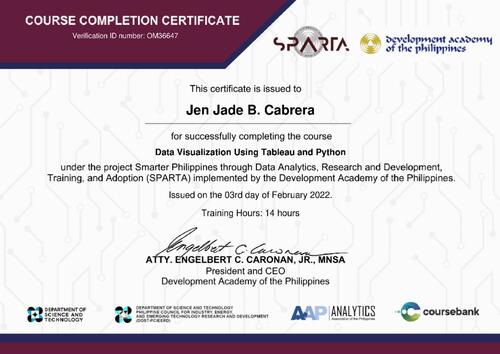 COURSE COMPLETION CERTIFICATE
Verification ID number: OM36647
SPARTA
development academy
of the philippines
This certificate is issued to
Jen Jade B. Cabrera
for successfully completing the course
Data Visualization Using Tableau and Python
under the project Smarter Philippines through Data Analytics, Research and Development,
Training, and Adoption (SPARTA) implemented by the Development Academy of the Philippines.
Issued on the 03rd day of February 2022.
Training Hours: 14 hours
Engelbert C. Caronan
ATTY. ENGELBERT C. CARONAN, JR., MNSA
President and CEO
Development Academy of the Philippines
DEPARTMENT OF
SCIENCE AND
TECHNOLOGY
DEPARTMENT OF SCIENCE AND TECHNOLOGY
PHILIPPINE COUNCIL FOR INDUSTRY, ENERGY,
AND EMERGING TECHNOLOGY RESEARCH AND DEVELOPMENT
(DOST-PCIEERD)
AAP ANALYTICS
Association of the Philippines
coursebank